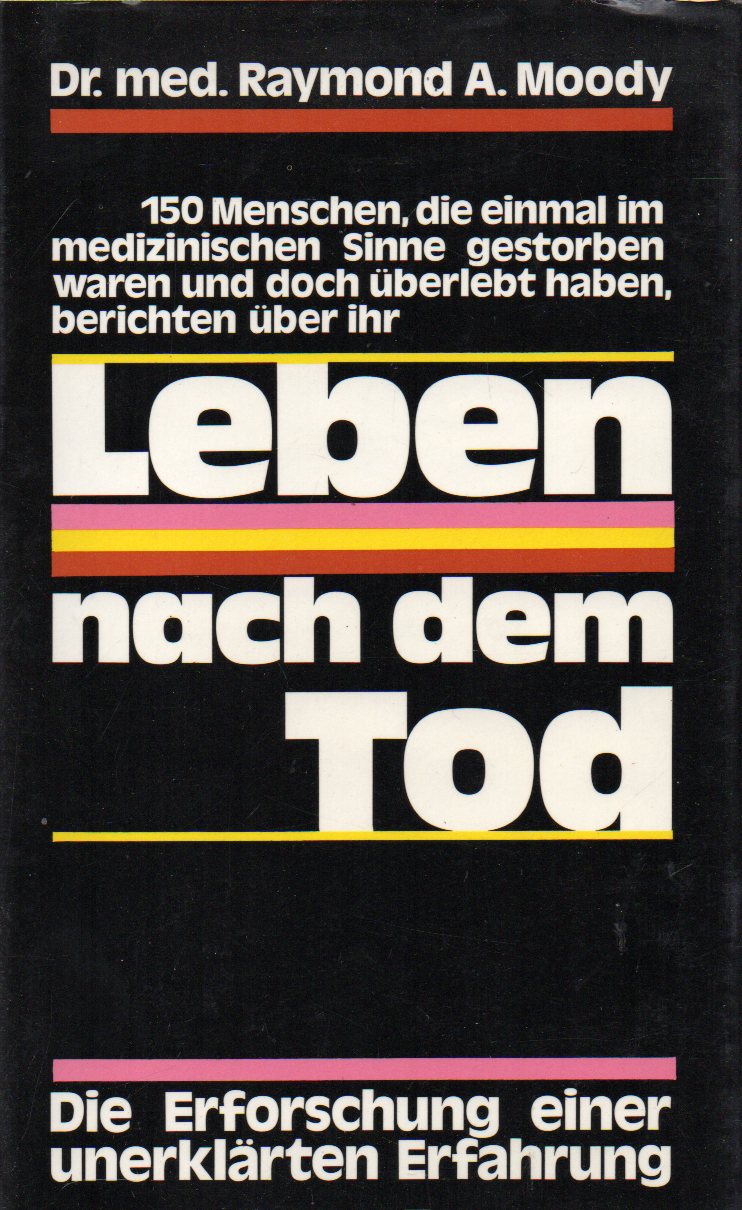 Dr. med. Raymond A. Moody
150 Menschen, die einmal im
medizinischen Sinne gestorben
waren und doch überlebt haben,
berichten über ihr
Leben
nach dem
Tod
Die Erforschung einer
unerklärten Erfahrung